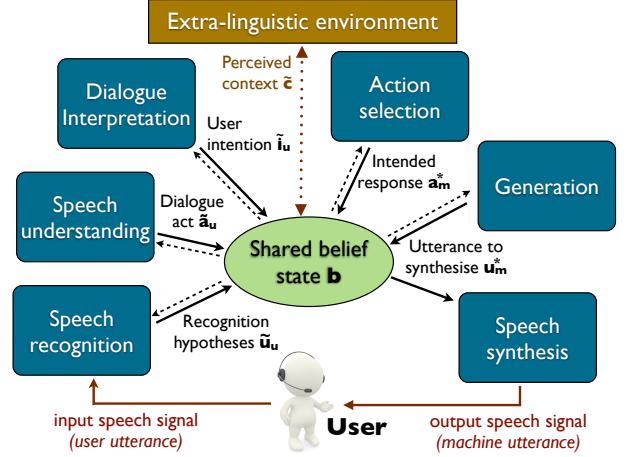 Extra-linguistic environment
Perceived
context c̃
Dialogue
Interpretation
Action
selection
User
intention ĩᵤ
Intended
response a*ₘ
Generation
Speech
understanding
Dialogue
act ãᵤ
Shared belief
state b
Utterance to
synthesise u*ₘ
Speech
recognition
Recognition
hypotheses ũᵤ
Speech
synthesis
input speech signal
(user utterance)
User
output speech signal
(machine utterance)